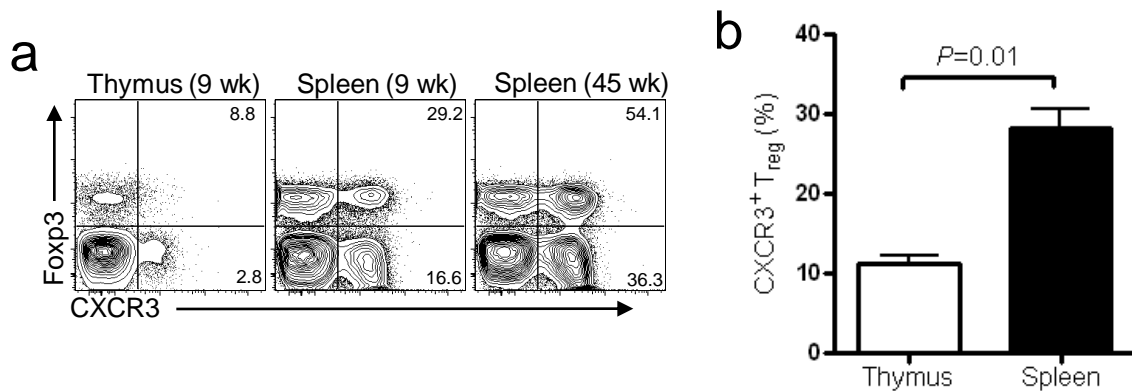 a
Thymus (9 wk) Spleen (9 wk) Spleen (45 wk)
8.8 29.2 54.1
Foxp3
2.8 16.6 36.3
CXCR3
b
P=0.01
CXCR3+Treg (%)
40
30
20
10
0
Thymus Spleen